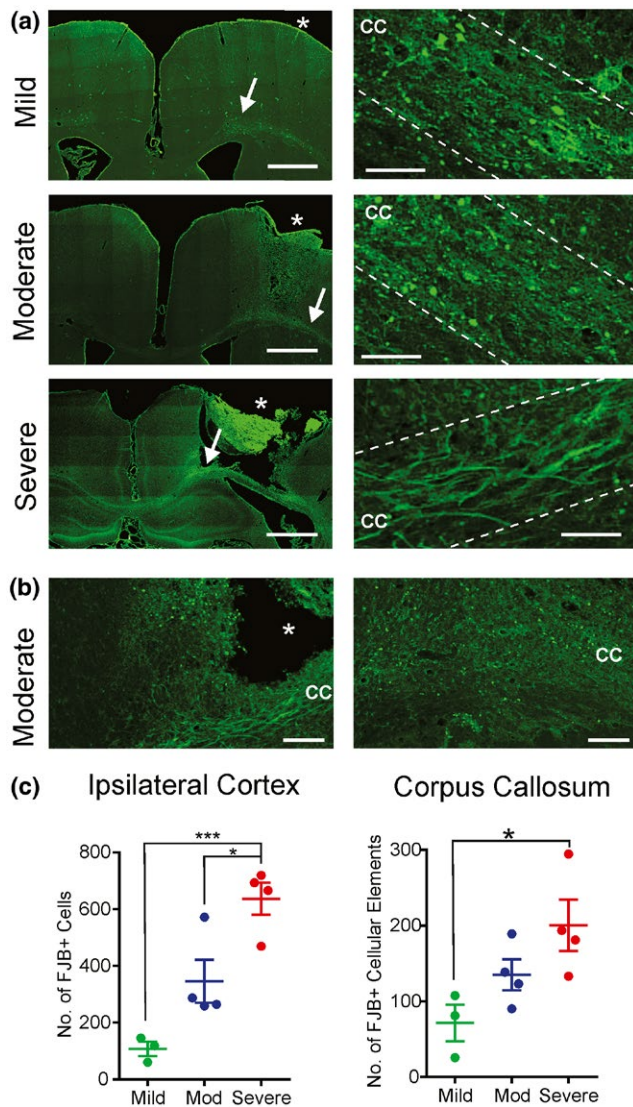 (a)
Mild
*
CC
CC
Moderate
*
CC
Severe
*
CC
(b)
Moderate
*
CC
CC
(c)
Ipsilateral Cortex
No. of FJB+ Cells
800
600
400
200
0
***
*
Mild Mod Severe
Corpus Callosum
No. of FJB+ Cellular Elements
300
200
100
0
*
Mild Mod Severe